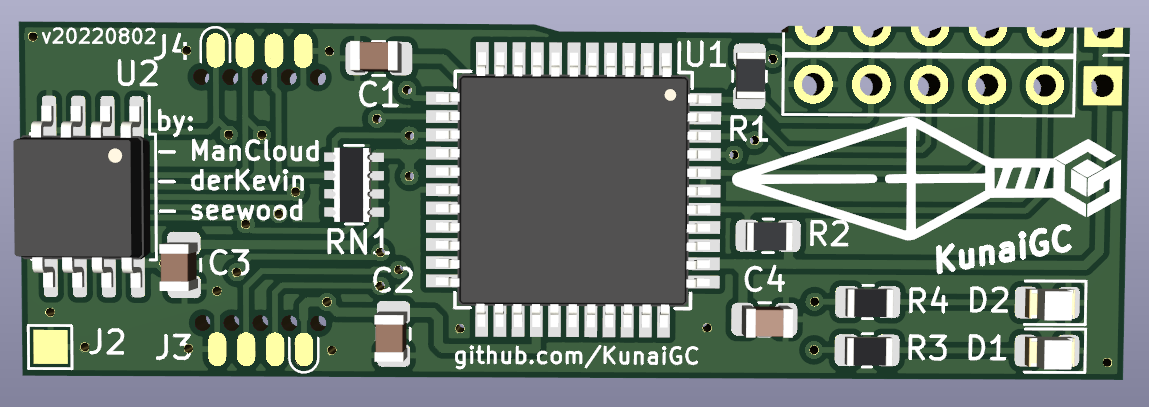 v20220802
J4
U2
C1
U1
R1
by:
– ManCloud
– derKevin
– seewood
RN1
R2
KunaiGC
C3
C2
C4
R4
D2
J2
J3
R3
D1
github.com/KunaiGC